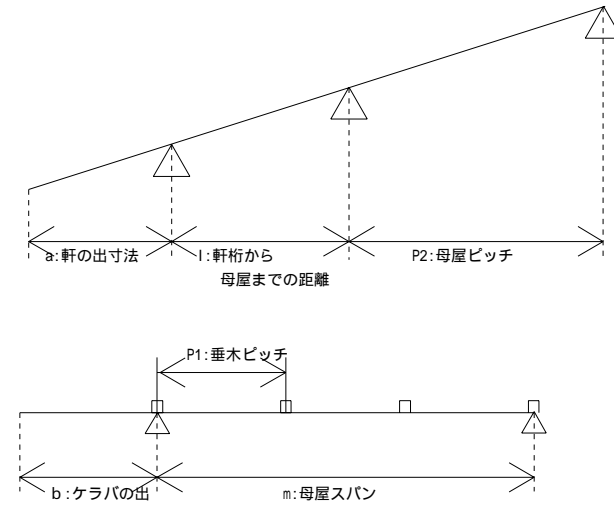 a:軒の出寸法
l:軒桁から
母屋までの距離
P2:母屋ピッチ
P1:垂木ピッチ
b:ケラバの出
m:母屋スパン